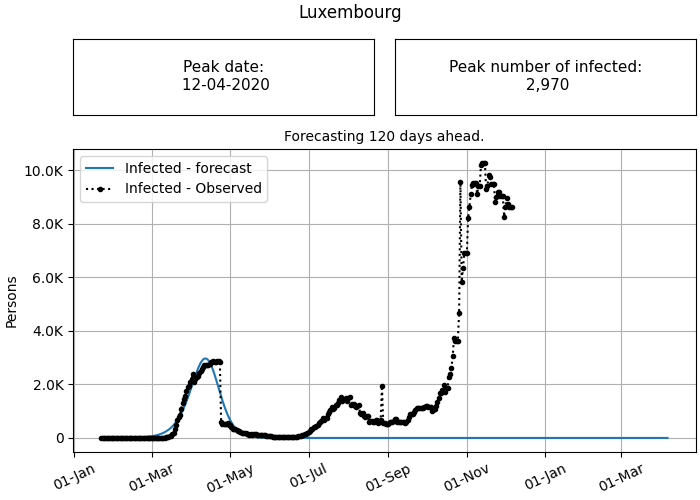 Luxembourg
Peak date:
12-04-2020
Peak number of infected:
2,970
Forecasting 120 days ahead.
Infected - forecast
Infected - Observed
Persons
10.0K
8.0K
6.0K
4.0K
2.0K
0
01-Jan
01-Mar
01-May
01-Jul
01-Sep
01-Nov
01-Jan
01-Mar